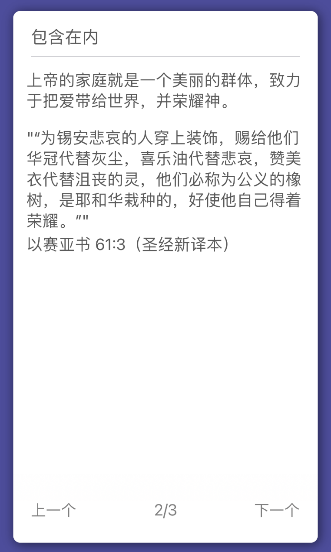 包含在内
上帝的家庭就是一个美丽的群体，致力
于把爱带给世界，并荣耀神。
"“为锡安悲哀的人穿上装饰，赐给他们
华冠代替灰尘，喜乐油代替悲哀，赞美
衣代替沮丧的灵，他们必称为公义的橡
树，是耶和华栽种的，好使他自己得着
荣耀。”"
以赛亚书 61:3（圣经新译本）
上一个 2/3 下一个